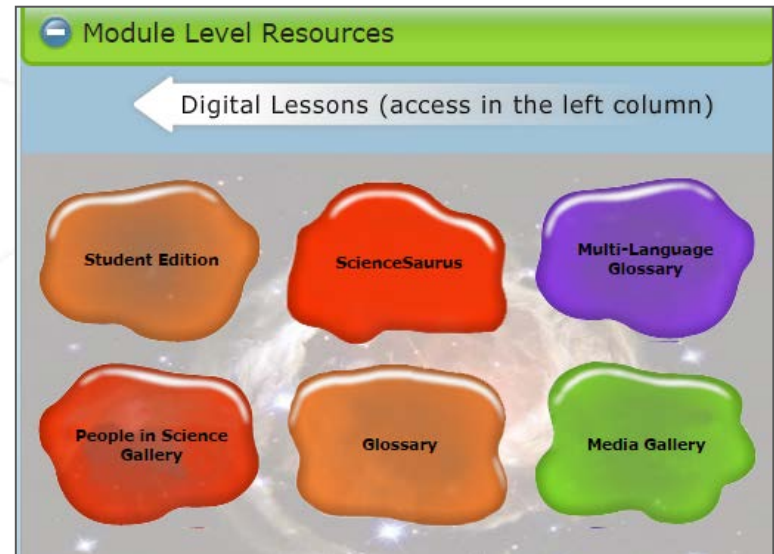 Module Level Resources
Digital Lessons (access in the left column)
Student Edition
ScienceSaurus
Multi-Language
Glossary
People in Science
Gallery
Glossary
Media Gallery